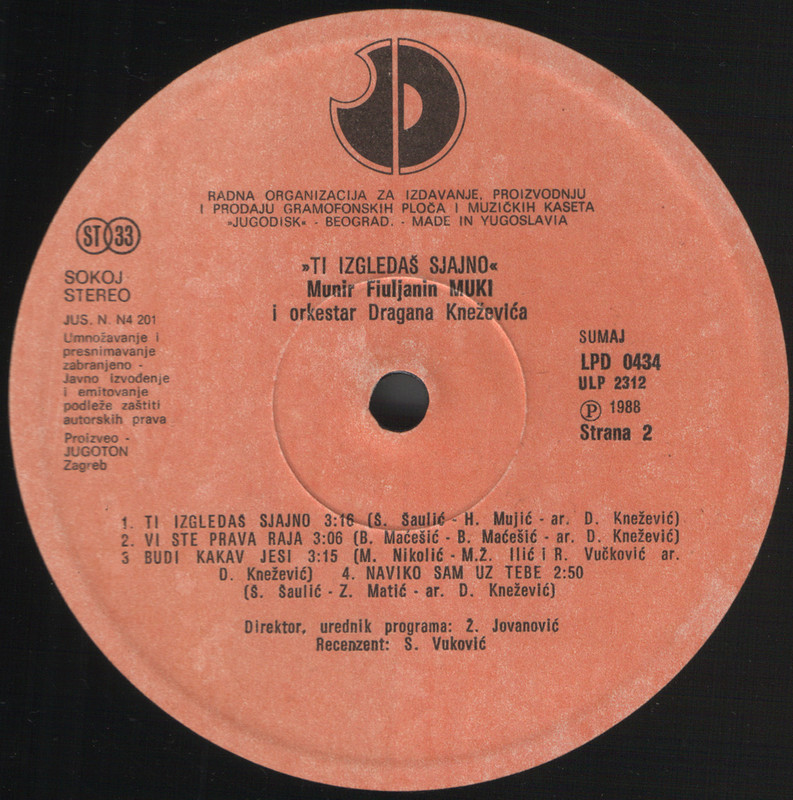 RADNA ORGANIZACIJA ZA IZDAVANJE, PROIZVODNJU
I PRODAJU GRAMOFONSKIH PLOČA I MUZIČKIH KASETA
»JUGODISK« - BEOGRAD. - MADE IN YUGOSLAVIA
ST 33
SOKOJ
STEREO
JUS. N. N4 201
Umnožavanje i
presnimavanje
zabranjeno -
Javno izvođenje
i emitovanje
podleže zaštiti
autorskih prava
Proizveo -
JUGOTON
Zagreb
»TI IZGLEDAŠ SJAJNO«
Munir Fiuljanin MUKI
i orkestar Dragana Kneževića
SUMAJ
LPD 0434
ULP 2312
Ⓟ 1988
Strana 2
1. TI IZGLEDAŠ SJAJNO 3:16 (Š. Šaulić - H. Mujić - ar. D. Knežević)
2. VI STE PRAVA RAJA 3:06 (B. Maćešić - B. Maćešić - ar. D. Knežević)
3 BUDI KAKAV JESI 3:15 (M. Nikolić - M.Ž. Ilić i R. Vučković ar.
D. Knežević) 4. NAVIKO SAM UZ TEBE 2:50
(Š. Šaulić - Z. Matić - ar. D. Knežević)
Direktor, urednik programa: Ž. Jovanović
Recenzent: S. Vuković